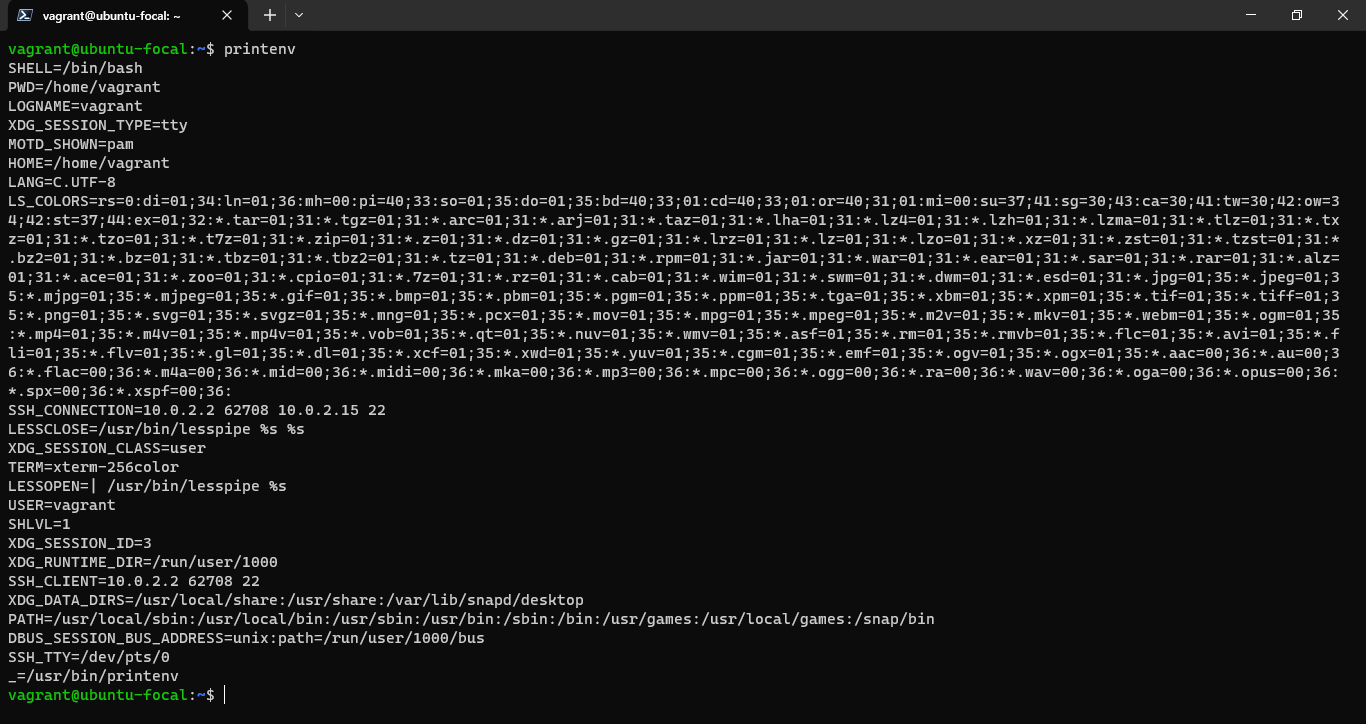 vagrant@ubuntu-focal: ~
vagrant@ubuntu-focal:~$ printenv
SHELL=/bin/bash
PWD=/home/vagrant
LOGNAME=vagrant
XDG_SESSION_TYPE=tty
MOTD_SHOWN=pam
HOME=/home/vagrant
LANG=C.UTF-8
LS_COLORS=rs=0:di=01;34:ln=01;36:mh=00:pi=40;33:so=01;35:do=01;35:bd=40;33;01:cd=40;33;01:or=40;31;01:mi=00:su=37;41:sg=30;43:ca=30;41:tw=30;42:ow=3
4;42:st=37;44:ex=01;32:*.tar=01;31:*.tgz=01;31:*.arc=01;31:*.arj=01;31:*.taz=01;31:*.lha=01;31:*.lz4=01;31:*.lzh=01;31:*.lzma=01;31:*.tlz=01;31:*.tx
z=01;31:*.tzo=01;31:*.t7z=01;31:*.zip=01;31:*.z=01;31:*.dz=01;31:*.gz=01;31:*.lrz=01;31:*.lz=01;31:*.lzo=01;31:*.xz=01;31:*.zst=01;31:*.tzst=01;31:*
.bz2=01;31:*.bz=01;31:*.tbz=01;31:*.tbz2=01;31:*.tz=01;31:*.deb=01;31:*.rpm=01;31:*.jar=01;31:*.war=01;31:*.ear=01;31:*.sar=01;31:*.rar=01;31:*.alz=
01;31:*.ace=01;31:*.zoo=01;31:*.cpio=01;31:*.7z=01;31:*.rz=01;31:*.cab=01;31:*.wim=01;31:*.swm=01;31:*.dwm=01;31:*.esd=01;31:*.jpg=01;35:*.jpeg=01;3
5:*.mjpg=01;35:*.mjpeg=01;35:*.gif=01;35:*.bmp=01;35:*.pbm=01;35:*.pgm=01;35:*.ppm=01;35:*.tga=01;35:*.xbm=01;35:*.xpm=01;35:*.tif=01;35:*.tiff=01;3
5:*.png=01;35:*.svg=01;35:*.svgz=01;35:*.mng=01;35:*.pcx=01;35:*.mov=01;35:*.mpg=01;35:*.mpeg=01;35:*.m2v=01;35:*.mkv=01;35:*.webm=01;35:*.ogm=01;35
:*.mp4=01;35:*.m4v=01;35:*.mp4v=01;35:*.vob=01;35:*.qt=01;35:*.nuv=01;35:*.wmv=01;35:*.asf=01;35:*.rm=01;35:*.rmvb=01;35:*.flc=01;35:*.avi=01;35:*.f
li=01;35:*.flv=01;35:*.gl=01;35:*.dl=01;35:*.xcf=01;35:*.xwd=01;35:*.yuv=01;35:*.cgm=01;35:*.emf=01;35:*.ogv=01;35:*.ogx=01;35:*.aac=00;36:*.au=00;3
6:*.flac=00;36:*.m4a=00;36:*.mid=00;36:*.midi=00;36:*.mka=00;36:*.mp3=00;36:*.mpc=00;36:*.ogg=00;36:*.ra=00;36:*.wav=00;36:*.oga=00;36:*.opus=00;36:
*.spx=00;36:*.xspf=00;36:
SSH_CONNECTION=10.0.2.2 62708 10.0.2.15 22
LESSCLOSE=/usr/bin/lesspipe %s %s
XDG_SESSION_CLASS=user
TERM=xterm-256color
LESSOPEN=| /usr/bin/lesspipe %s
USER=vagrant
SHLVL=1
XDG_SESSION_ID=3
XDG_RUNTIME_DIR=/run/user/1000
SSH_CLIENT=10.0.2.2 62708 22
XDG_DATA_DIRS=/usr/local/share:/usr/share:/var/lib/snapd/desktop
PATH=/usr/local/sbin:/usr/local/bin:/usr/sbin:/usr/bin:/sbin:/bin:/usr/games:/usr/local/games:/snap/bin
DBUS_SESSION_BUS_ADDRESS=unix:path=/run/user/1000/bus
SSH_TTY=/dev/pts/0
_=/usr/bin/printenv
vagrant@ubuntu-focal:~$